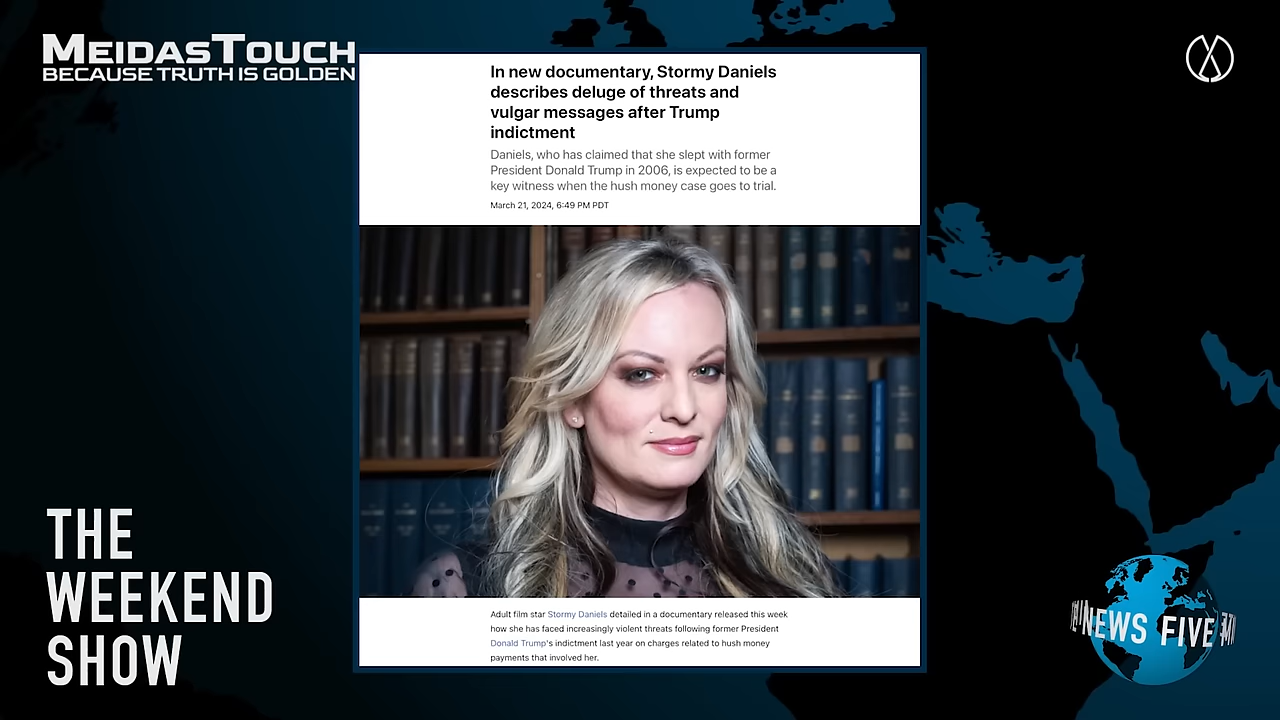 MEIDASTOUCH
BECAUSE TRUTH IS GOLDEN
In new documentary, Stormy Daniels
describes deluge of threats and
vulgar messages after Trump
indictment
Daniels, who has claimed that she slept with former
President Donald Trump in 2006, is expected to be a
key witness when the hush money case goes to trial.
March 21, 2024, 6:49 PM PDT
Adult film star Stormy Daniels detailed in a documentary released this week
how she has faced increasingly violent threats following former President
Donald Trump's indictment last year on charges related to hush money
payments that involved her.
THE
WEEKEND
SHOW
NEWS FIVE